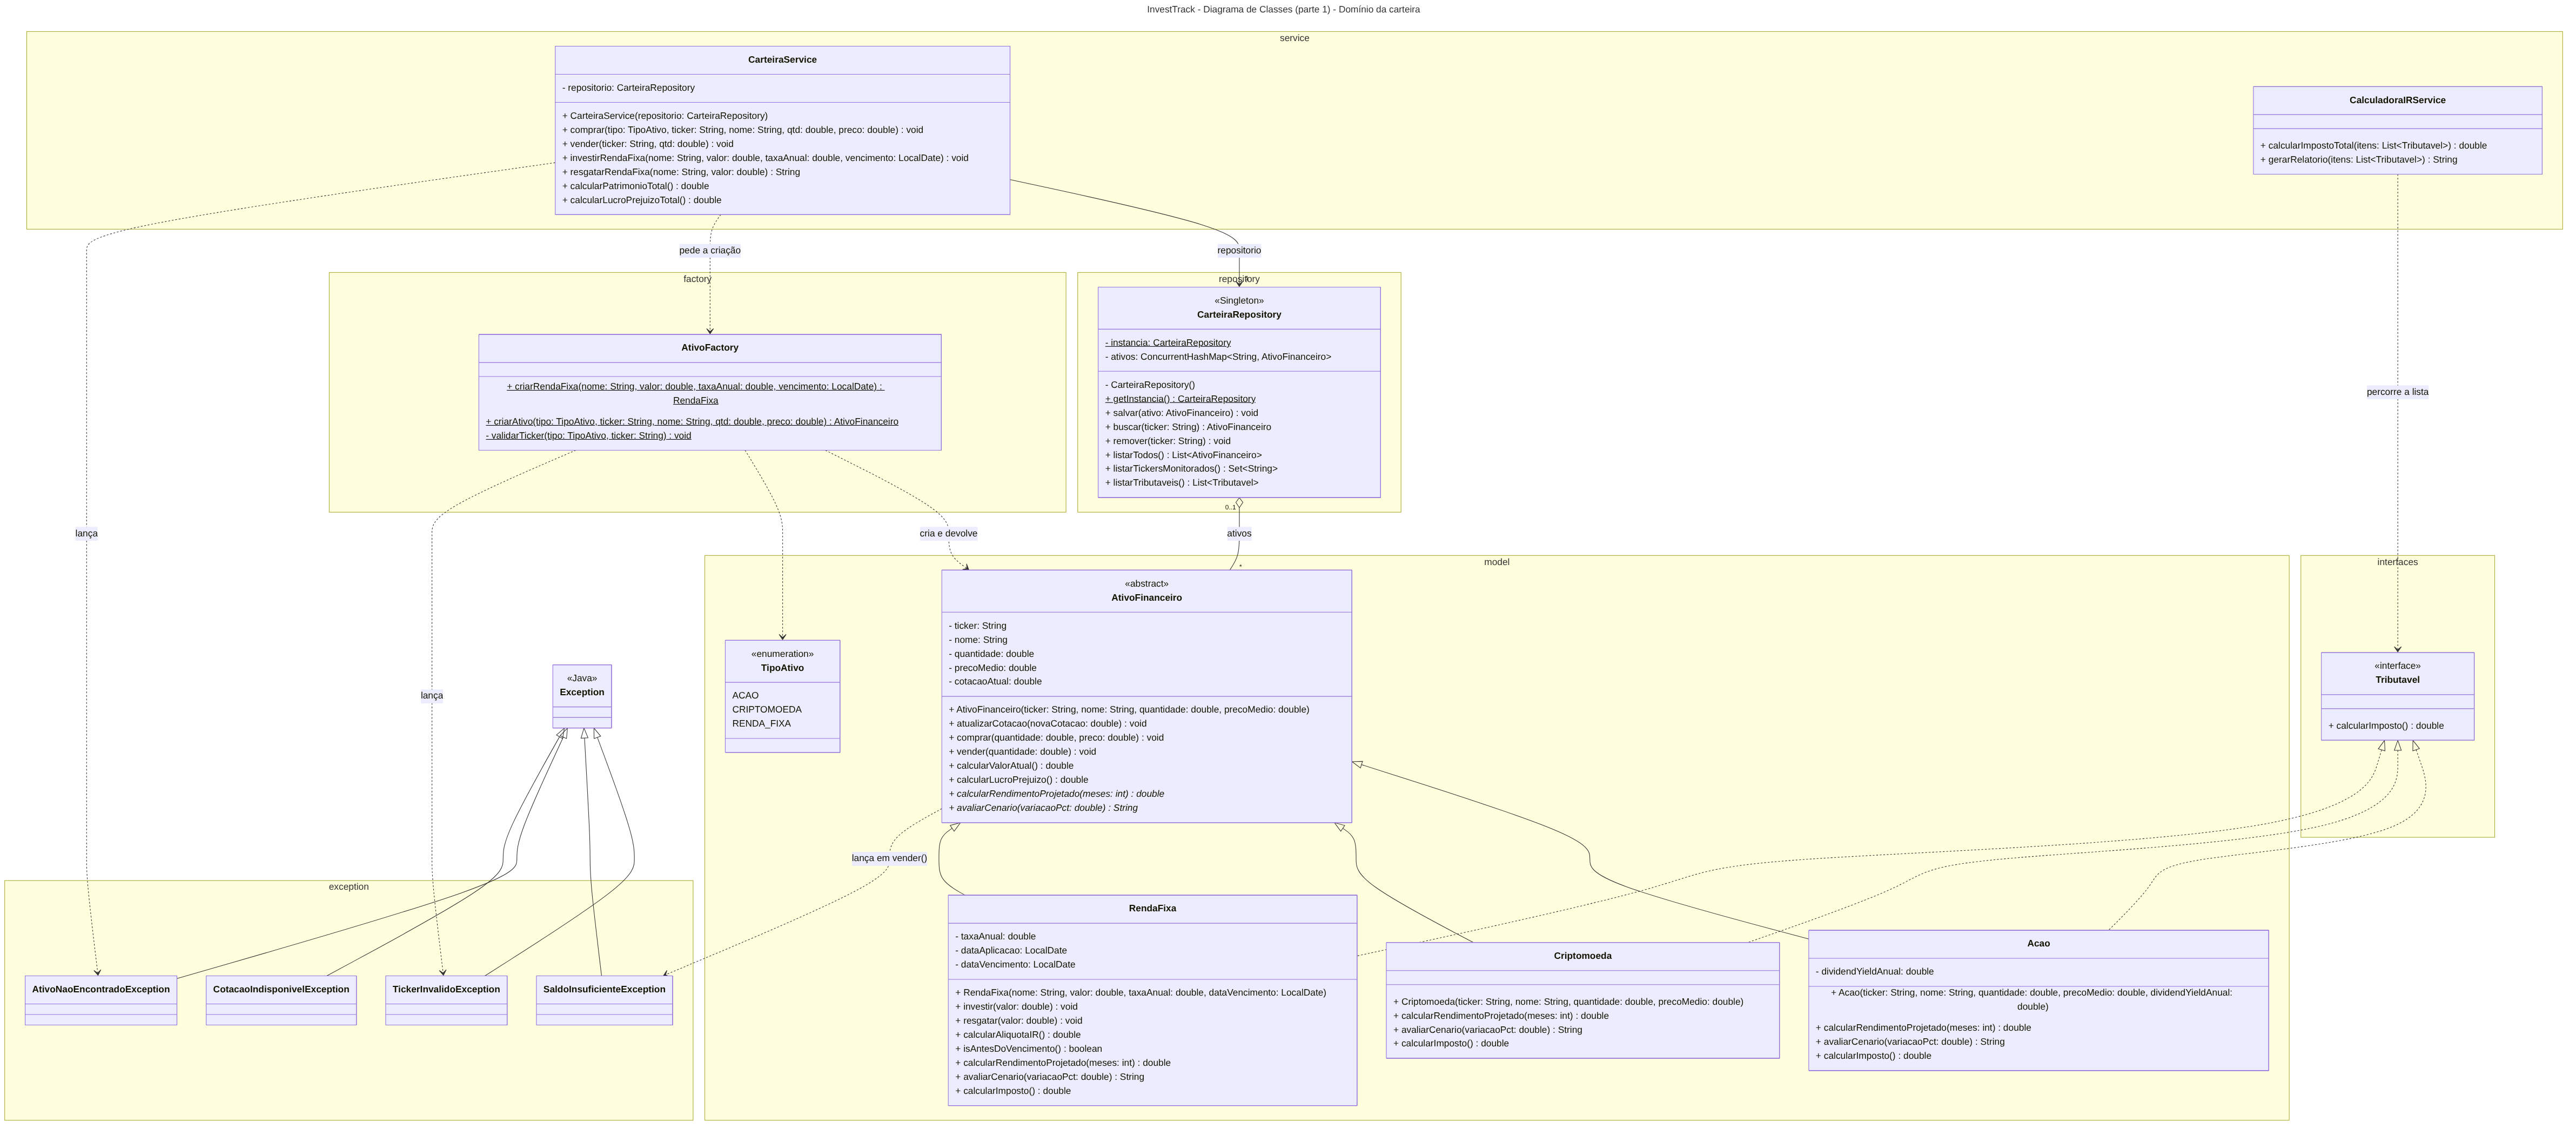 InvestTrack - Diagrama de Classes (parte 1) - Domínio da carteira
service
CarteiraService
- repositorio: CarteiraRepository
+ CarteiraService(repositorio: CarteiraRepository)
+ comprar(tipo: TipoAtivo, ticker: String, nome: String, qtd: double, preco: double) : void
+ vender(ticker: String, qtd: double) : void
+ investirRendaFixa(nome: String, valor: double, taxaAnual: double, vencimento: LocalDate) : void
+ resgatarRendaFixa(nome: String, valor: double) : String
+ calcularPatrimonioTotal() : double
+ calcularLucroPrejuizoTotal() : double
CalculadoraIRService
+ calcularImpostoTotal(itens: List<Tributavel>) : double
+ gerarRelatorio(itens: List<Tributavel>) : String
pede a criação
repositorio
factory
AtivoFactory
+ criarRendaFixa(nome: String, valor: double, taxaAnual: double, vencimento: LocalDate) :
RendaFixa
+ criarAtivo(tipo: TipoAtivo, ticker: String, nome: String, qtd: double, preco: double) : AtivoFinanceiro
- validarTicker(tipo: TipoAtivo, ticker: String) : void
repository
«Singleton»
CarteiraRepository
- instancia: CarteiraRepository
- ativos: ConcurrentHashMap<String, AtivoFinanceiro>
- CarteiraRepository()
+ getInstancia() : CarteiraRepository
+ salvar(ativo: AtivoFinanceiro) : void
+ buscar(ticker: String) : AtivoFinanceiro
+ remover(ticker: String) : void
+ listarTodos() : List<AtivoFinanceiro>
+ listarTickersMonitorados() : Set<String>
+ listarTributaveis() : List<Tributavel>
percorre a lista
0..1
lança
cria e devolve
ativos
*
model
«abstract»
AtivoFinanceiro
- ticker: String
- nome: String
- quantidade: double
- precoMedio: double
- cotacaoAtual: double
+ AtivoFinanceiro(ticker: String, nome: String, quantidade: double, precoMedio: double)
+ atualizarCotacao(novaCotacao: double) : void
+ comprar(quantidade: double, preco: double) : void
+ vender(quantidade: double) : void
+ calcularValorAtual() : double
+ calcularLucroPrejuizo() : double
+ calcularRendimentoProjetado(meses: int) : double
+ avaliarCenario(variacaoPct: double) : String
«enumeration»
TipoAtivo
ACAO
CRIPTOMOEDA
RENDA_FIXA
interfaces
«interface»
Tributavel
+ calcularImposto() : double
«Java»
Exception
lança
lança em vender()
exception
AtivoNaoEncontradoException
CotacaoIndisponivelException
TickerInvalidoException
SaldoInsuficienteException
RendaFixa
- taxaAnual: double
- dataAplicacao: LocalDate
- dataVencimento: LocalDate
+ RendaFixa(nome: String, valor: double, taxaAnual: double, dataVencimento: LocalDate)
+ investir(valor: double) : void
+ resgatar(valor: double) : void
+ calcularAliquotaIR() : double
+ isAntesDoVencimento() : boolean
+ calcularRendimentoProjetado(meses: int) : double
+ avaliarCenario(variacaoPct: double) : String
+ calcularImposto() : double
Criptomoeda
+ Criptomoeda(ticker: String, nome: String, quantidade: double, precoMedio: double)
+ calcularRendimentoProjetado(meses: int) : double
+ avaliarCenario(variacaoPct: double) : String
+ calcularImposto() : double
Acao
- dividendYieldAnual: double
+ Acao(ticker: String, nome: String, quantidade: double, precoMedio: double, dividendYieldAnual:
double)
+ calcularRendimentoProjetado(meses: int) : double
+ avaliarCenario(variacaoPct: double) : String
+ calcularImposto() : double